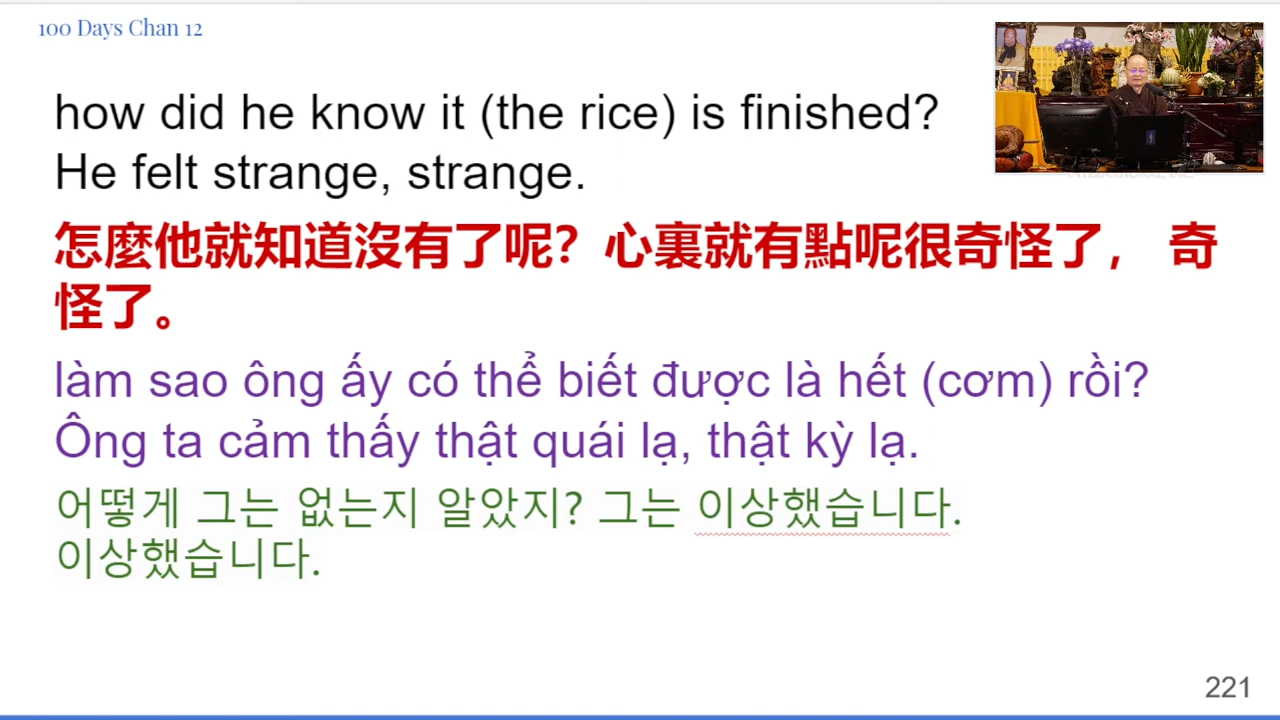 100 Days Chan 12
how did he know it (the rice) is finished?
He felt strange, strange.
怎麼他就知道沒有了呢？心裏就有點呢很奇怪了， 奇
怪了。
làm sao ông ấy có thể biết được là hết (cơm) rồi?
Ông ta cảm thấy thật quái lạ, thật kỳ lạ.
어떻게 그는 없는지 알았지? 그는 이상했습니다.
이상했습니다.
221